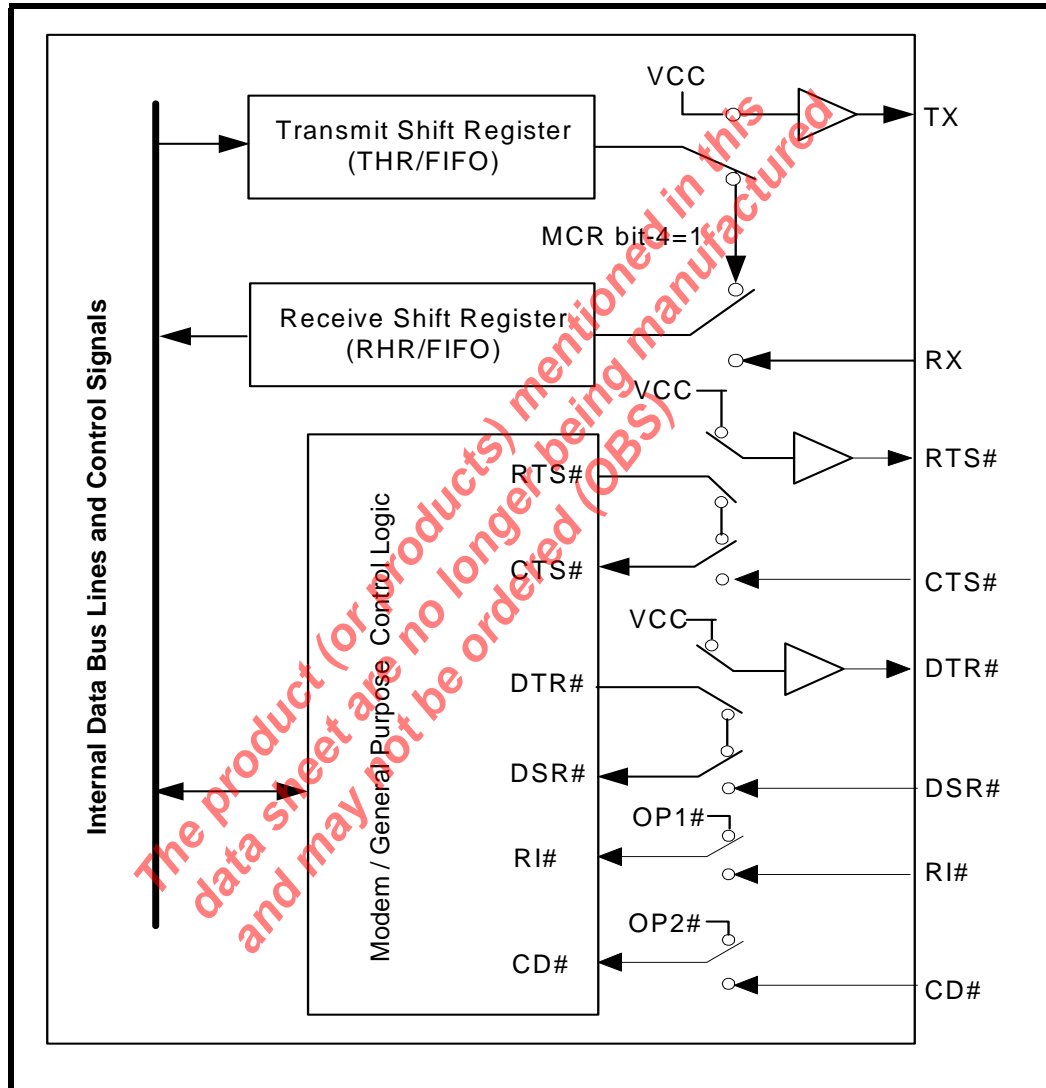 VCC
TX
Transmit Shift Register
(THR/FIFO)
MCR bit-4=1
Receive Shift Register
(RHR/FIFO)
RX
VCC
RTS#
RTS#
CTS#
CTS#
VCC
DTR#
DTR#
DSR#
DSR#
OP1#
RI#
RI#
OP2#
CD#
CD#
Internal Data Bus Lines and Control Signals
Modem / General Purpose Control Logic
The product (or products) mentioned in this
data sheet are no longer being manufactured
and may not be ordered (OBS)